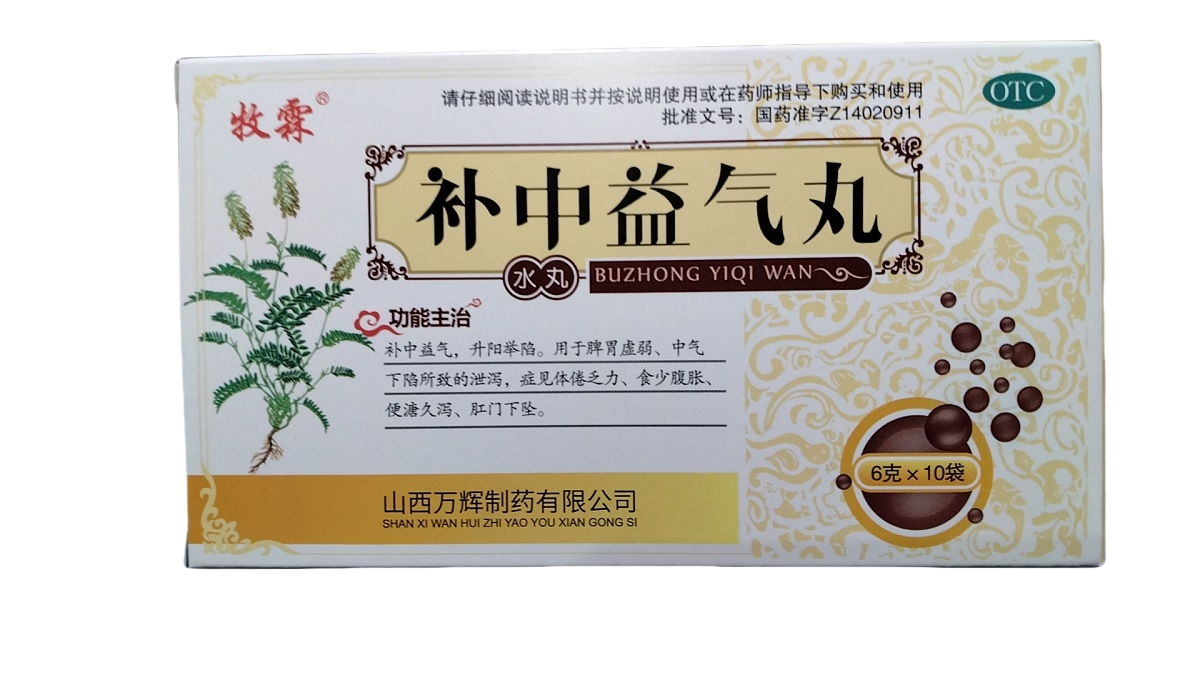 牧霖®
请仔细阅读说明书并按说明使用或在药师指导下购买和使用
批准文号：国药准字Z14020911
OTC
补中益气丸
水丸
BUZHONG YIQI WAN
功能主治
补中益气，升阳举陷。用于脾胃虚弱、中气
下陷所致的泄泻，症见体倦乏力、食少腹胀、
便溏久泻、肛门下坠。
6克×10袋
山西万辉制药有限公司
SHAN XI WAN HUI ZHI YAO YOU XIAN GONG SI